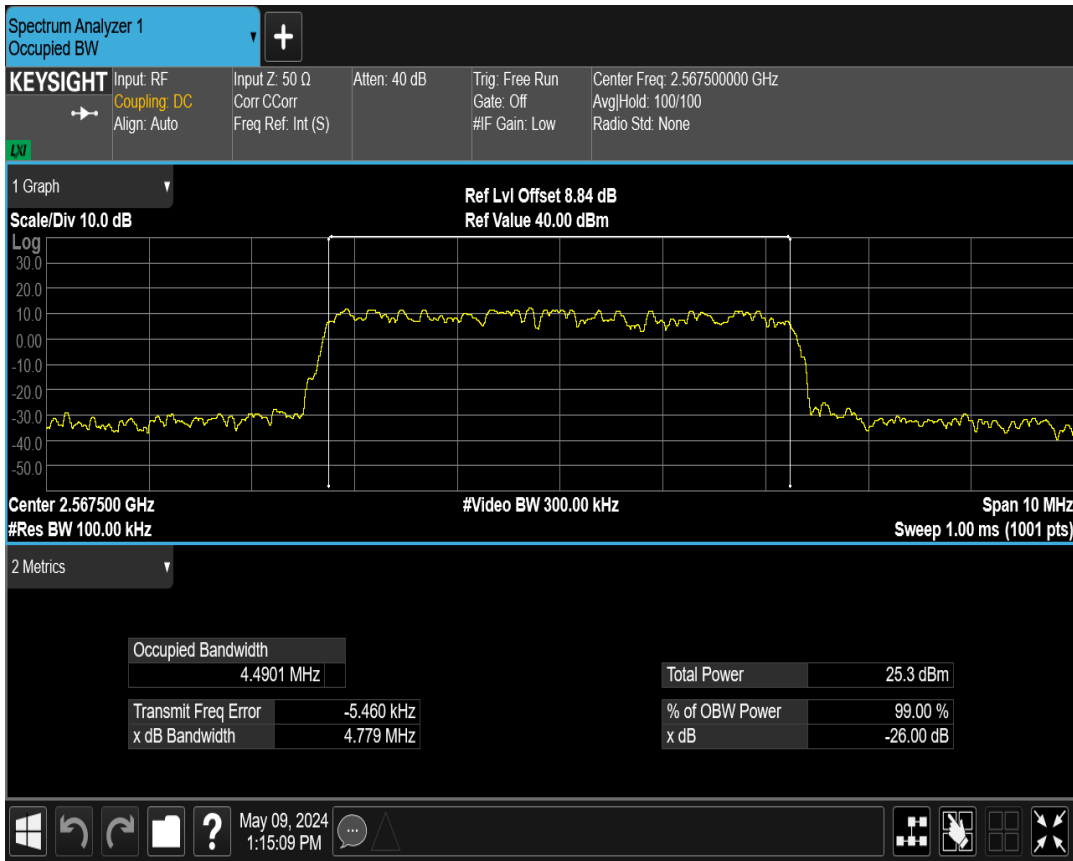 Spectrum Analyzer 1
Occupied BW
+
KEYSIGHT
LXI
Input: RF
Coupling: DC
Align: Auto
Input Z: 50 Ω
Corr CCorr
Freq Ref: Int (S)
Atten: 40 dB
Trig: Free Run
Gate: Off
#IF Gain: Low
Center Freq: 2.567500000 GHz
Avg|Hold: 100/100
Radio Std: None
1 Graph
Scale/Div 10.0 dB
Ref Lvl Offset 8.84 dB
Ref Value 40.00 dBm
Log
30.0
20.0
10.0
0.00
-10.0
-20.0
-30.0
-40.0
-50.0
Center 2.567500 GHz
#Video BW 300.00 kHz
Span 10 MHz
#Res BW 100.00 kHz
Sweep 1.00 ms (1001 pts)
2 Metrics
Occupied Bandwidth
4.4901 MHz
Transmit Freq Error -5.460 kHz
x dB Bandwidth 4.779 MHz
Total Power 25.3 dBm
% of OBW Power 99.00 %
x dB -26.00 dB
?
May 09, 2024
1:15:09 PM